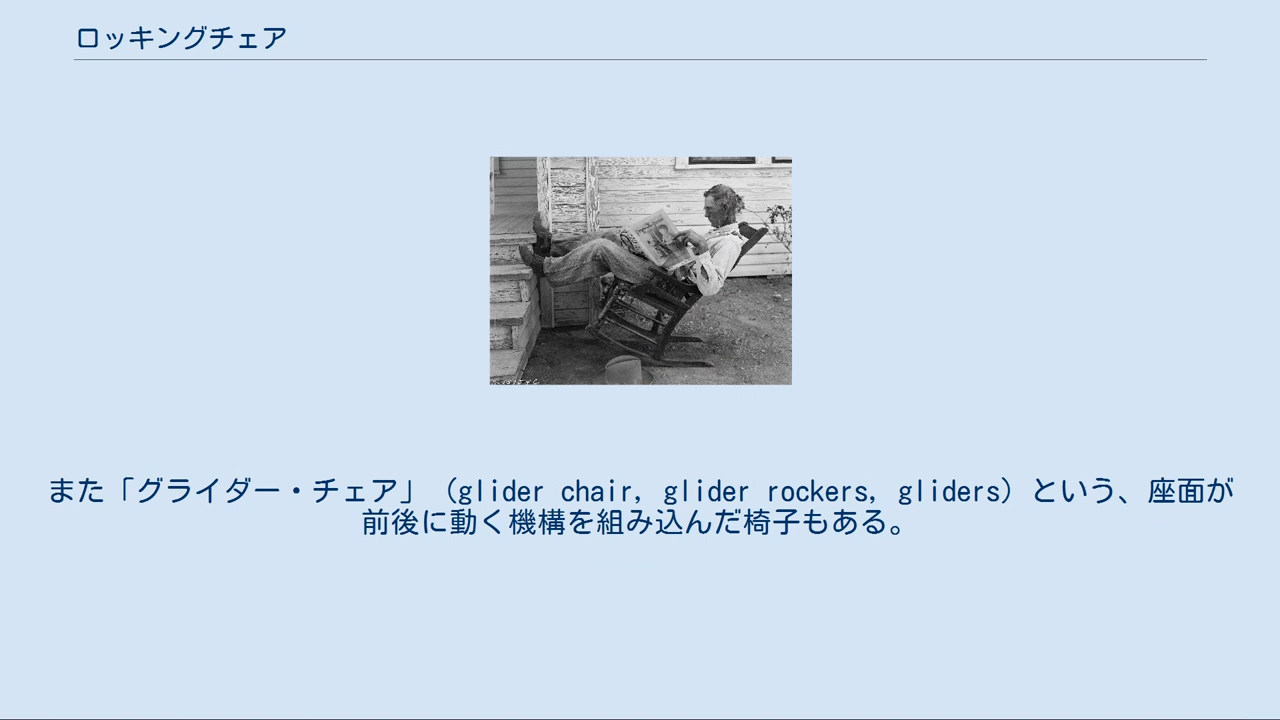 ロッキングチェア
また「グライダー・チェア」（glider chair, glider rockers, gliders）という、座面が
前後に動く機構を組み込んだ椅子もある。